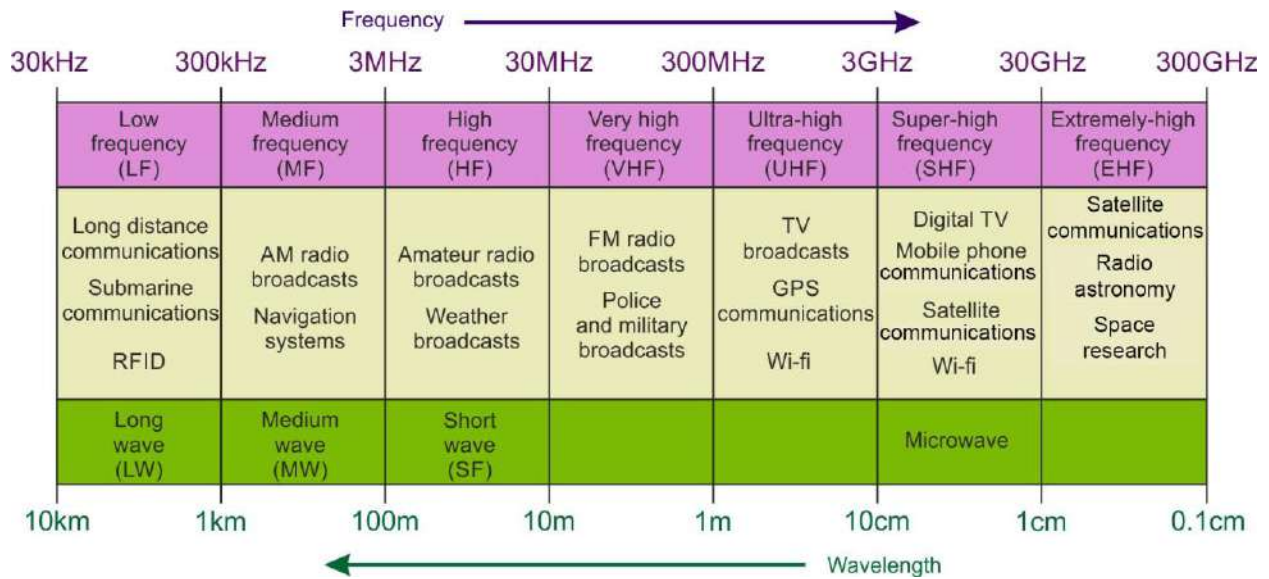 Frequency
30kHz 300kHz 3MHz 30MHz 300MHz 3GHz 30GHz 300GHz
Low
frequency
(LF)
Medium
frequency
(MF)
High
frequency
(HF)
Very high
frequency
(VHF)
Ultra-high
frequency
(UHF)
Super-high
frequency
(SHF)
Extremely-high
frequency
(EHF)
Long distance
communications
Submarine
communications
RFID
AM radio
broadcasts
Navigation
systems
Amateur radio
broadcasts
Weather
broadcasts
FM radio
broadcasts
Police
and military
broadcasts
TV
broadcasts
GPS
communications
Wi-fi
Digital TV
Mobile phone
communications
Satellite
communications
Wi-fi
Satellite
communications
Radio
astronomy
Space
research
Long
wave
(LW)
Medium
wave
(MW)
Short
wave
(SF)
Microwave
10km 1km 100m 10m 1m 10cm 1cm 0.1cm
Wavelength